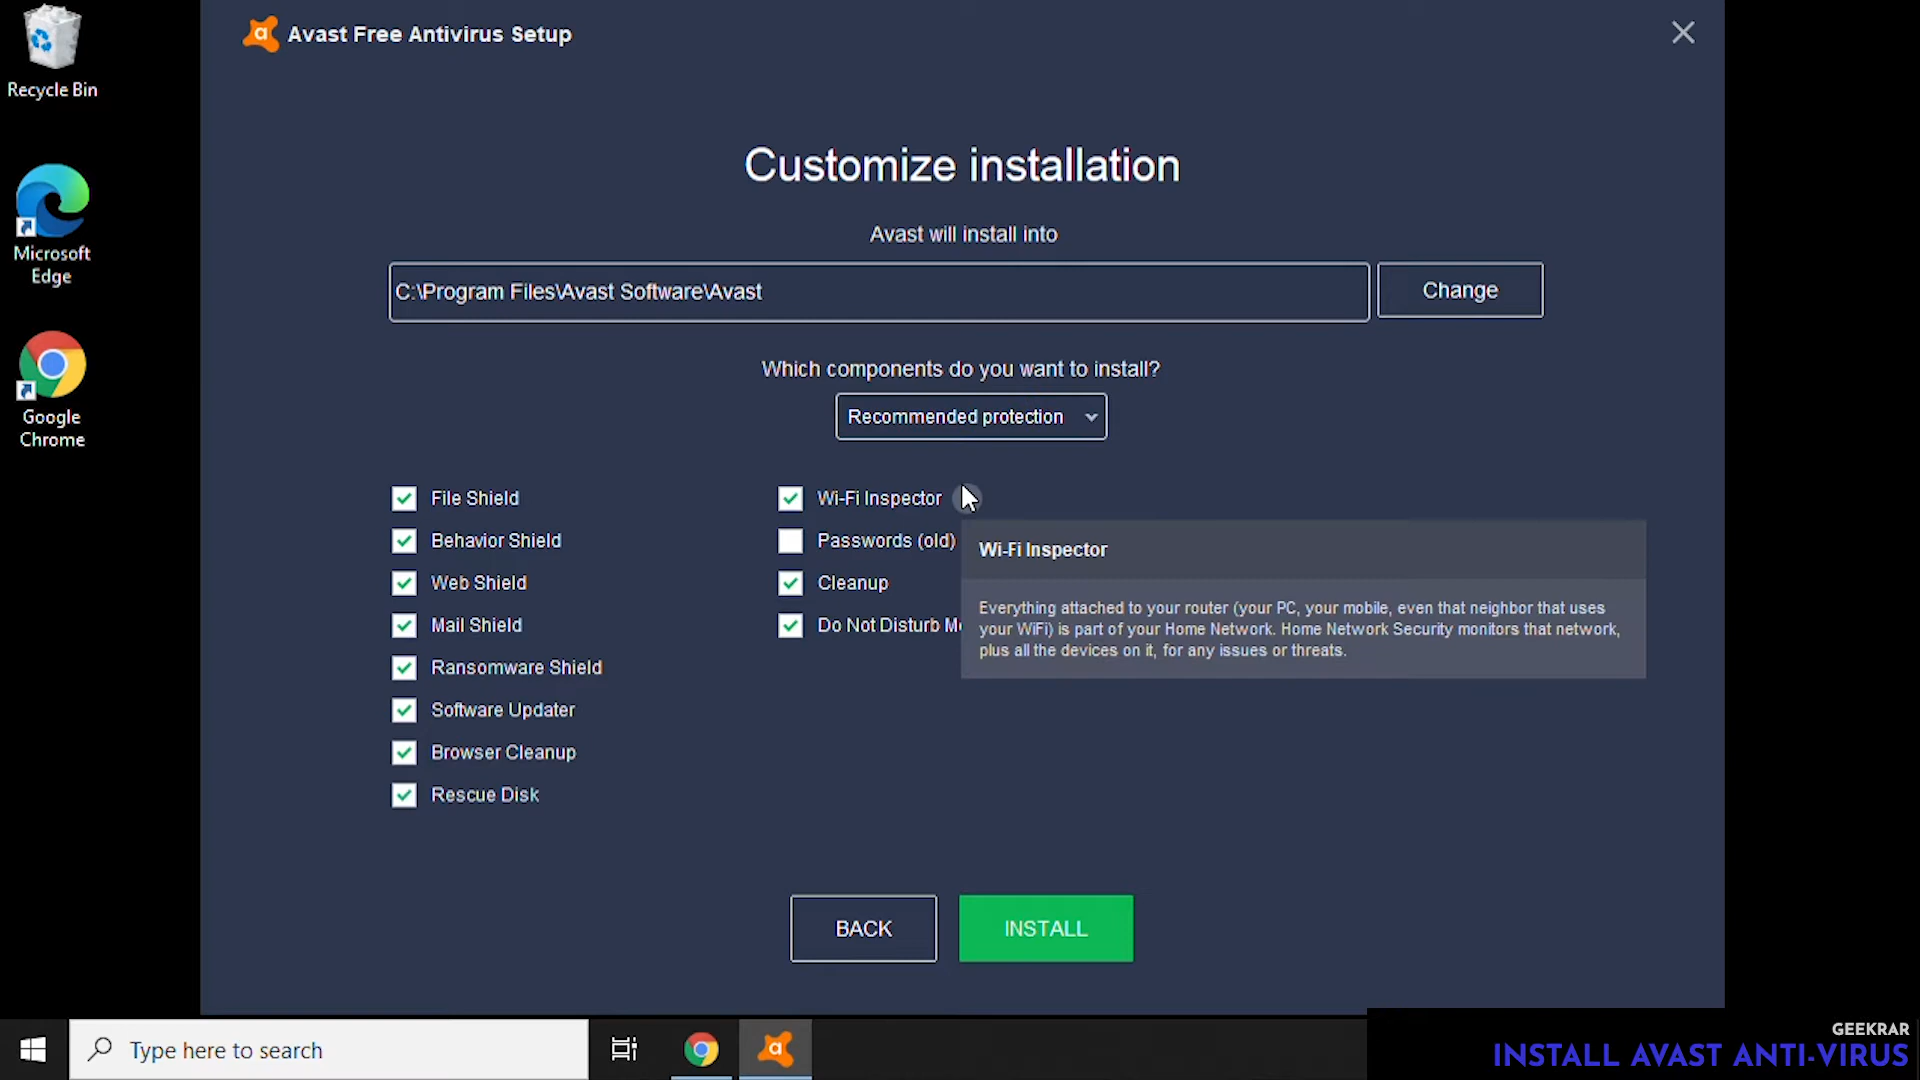 Recycle Bin
Microsoft
Edge
Google
Chrome
a Avast Free Antivirus Setup
Customize installation
Avast will install into
C:\Program Files\Avast Software\Avast
Change
Which components do you want to install?
Recommended protection
File Shield
Behavior Shield
Web Shield
Mail Shield
Ransomware Shield
Software Updater
Browser Cleanup
Rescue Disk
Wi-Fi Inspector
Passwords (old)
Cleanup
Do Not Disturb
Wi-Fi Inspector
Everything attached to your router (your PC, your mobile, even that neighbor that uses
your WiFi) is part of your Home Network. Home Network Security monitors that network,
plus all the devices on it, for any issues or threats.
BACK
INSTALL
Type here to search
a
GEEKRAR
INSTALL AVAST ANTI-VIRUS